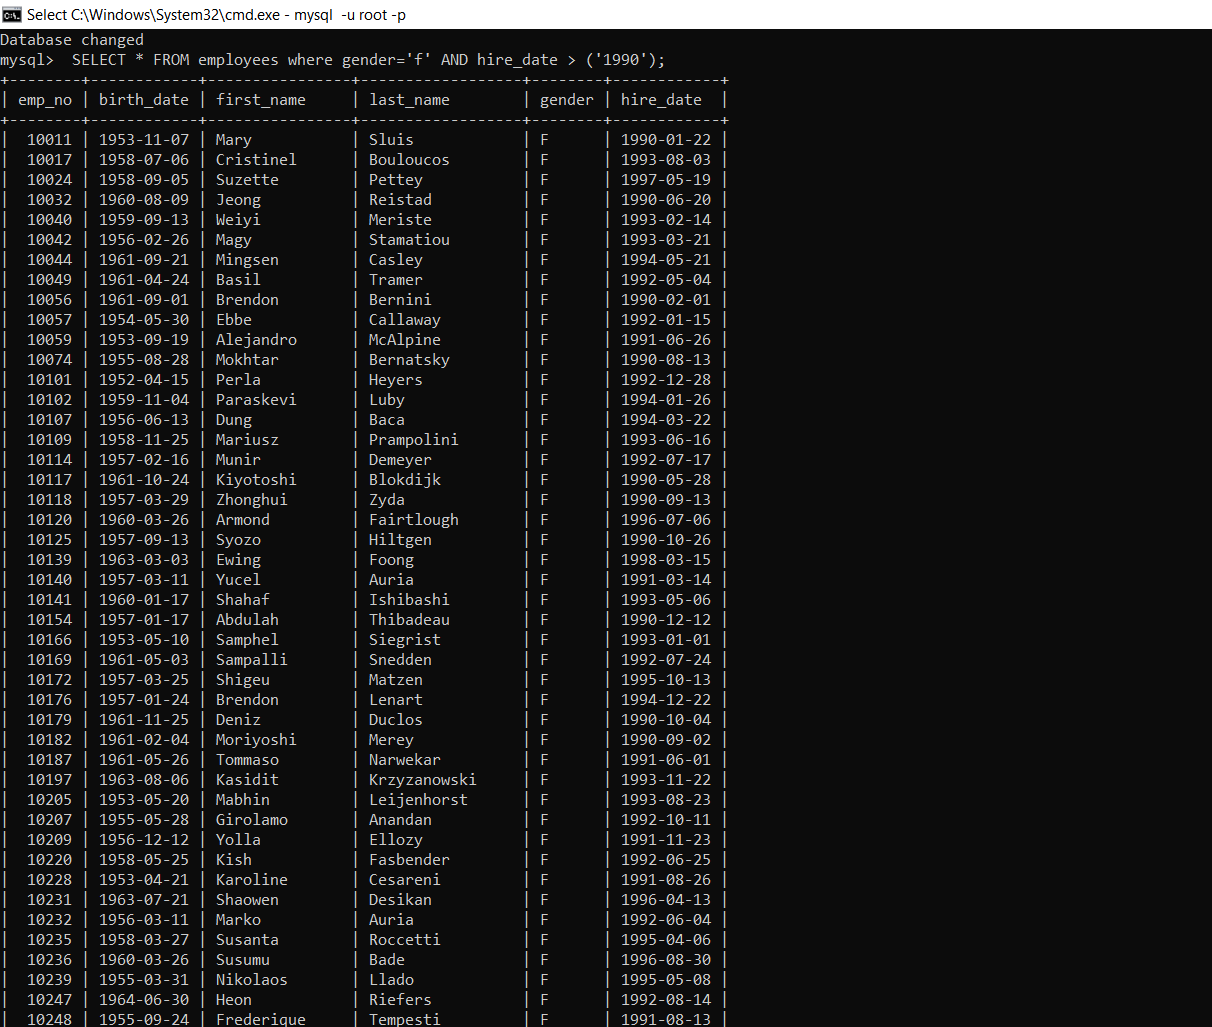 Select C:\Windows\System32\cmd.exe - mysql  -u root -p
Database changed
mysql>  SELECT * FROM employees where gender='f' AND hire_date > ('1990');
+--------+------------+----------------+------------------+--------+------------+
| emp_no | birth_date | first_name     | last_name        | gender | hire_date  |
+--------+------------+----------------+------------------+--------+------------+
|  10011 | 1953-11-07 | Mary           | Sluis            | F      | 1990-01-22 |
|  10017 | 1958-07-06 | Cristinel      | Bouloucos        | F      | 1993-08-03 |
|  10024 | 1958-09-05 | Suzette        | Pettey           | F      | 1997-05-19 |
|  10032 | 1960-08-09 | Jeong          | Reistad          | F      | 1990-06-20 |
|  10040 | 1959-09-13 | Weiyi          | Meriste          | F      | 1993-02-14 |
|  10042 | 1956-02-26 | Magy           | Stamatiou        | F      | 1993-03-21 |
|  10044 | 1961-09-21 | Mingsen        | Casley           | F      | 1994-05-21 |
|  10049 | 1961-04-24 | Basil          | Tramer           | F      | 1992-05-04 |
|  10056 | 1961-09-01 | Brendon        | Bernini          | F      | 1990-02-01 |
|  10057 | 1954-05-30 | Ebbe           | Callaway         | F      | 1992-01-15 |
|  10059 | 1953-09-19 | Alejandro      | McAlpine         | F      | 1991-06-26 |
|  10074 | 1955-08-28 | Mokhtar        | Bernatsky        | F      | 1990-08-13 |
|  10101 | 1952-04-15 | Perla          | Heyers           | F      | 1992-12-28 |
|  10102 | 1959-11-04 | Paraskevi      | Luby             | F      | 1994-01-26 |
|  10107 | 1956-06-13 | Dung           | Baca             | F      | 1994-03-22 |
|  10109 | 1958-11-25 | Mariusz        | Prampolini       | F      | 1993-06-16 |
|  10114 | 1957-02-16 | Munir          | Demeyer          | F      | 1992-07-17 |
|  10117 | 1961-10-24 | Kiyotoshi      | Blokdijk         | F      | 1990-05-28 |
|  10118 | 1957-03-29 | Zhonghui       | Zyda             | F      | 1990-09-13 |
|  10120 | 1960-03-26 | Armond         | Fairtlough       | F      | 1996-07-06 |
|  10125 | 1957-09-13 | Syozo          | Hiltgen          | F      | 1990-10-26 |
|  10139 | 1963-03-03 | Ewing          | Foong            | F      | 1998-03-15 |
|  10140 | 1957-03-11 | Yucel          | Auria            | F      | 1991-03-14 |
|  10141 | 1960-01-17 | Shahaf         | Ishibashi        | F      | 1993-05-06 |
|  10154 | 1957-01-17 | Abdulah        | Thibadeau        | F      | 1990-12-12 |
|  10166 | 1953-05-10 | Samphel        | Siegrist         | F      | 1993-01-01 |
|  10169 | 1961-05-03 | Sampalli       | Snedden          | F      | 1992-07-24 |
|  10172 | 1957-03-25 | Shigeu         | Matzen           | F      | 1995-10-13 |
|  10176 | 1957-01-24 | Brendon        | Lenart           | F      | 1994-12-22 |
|  10179 | 1961-11-25 | Deniz          | Duclos           | F      | 1990-10-04 |
|  10182 | 1961-02-04 | Moriyoshi      | Merey            | F      | 1990-09-02 |
|  10187 | 1961-05-26 | Tommaso        | Narwekar         | F      | 1991-06-01 |
|  10197 | 1963-08-06 | Kasidit        | Krzyzanowski     | F      | 1993-11-22 |
|  10205 | 1953-05-20 | Mabhin         | Leijenhorst      | F      | 1993-08-23 |
|  10207 | 1955-05-28 | Girolamo       | Anandan          | F      | 1992-10-11 |
|  10209 | 1956-12-12 | Yolla          | Ellozy           | F      | 1991-11-23 |
|  10220 | 1958-05-25 | Kish           | Fasbender        | F      | 1992-06-25 |
|  10228 | 1953-04-21 | Karoline       | Cesareni         | F      | 1991-08-26 |
|  10231 | 1963-07-21 | Shaowen        | Desikan          | F      | 1996-04-13 |
|  10232 | 1956-03-11 | Marko          | Auria            | F      | 1992-06-04 |
|  10235 | 1958-03-27 | Susanta        | Roccetti         | F      | 1995-04-06 |
|  10236 | 1960-03-26 | Susumu         | Bade             | F      | 1996-08-30 |
|  10239 | 1955-03-31 | Nikolaos       | Llado            | F      | 1995-05-08 |
|  10247 | 1964-06-30 | Heon           | Riefers          | F      | 1992-08-14 |
|  10248 | 1955-09-24 | Frederique     | Tempesti         | F      | 1991-08-13 |